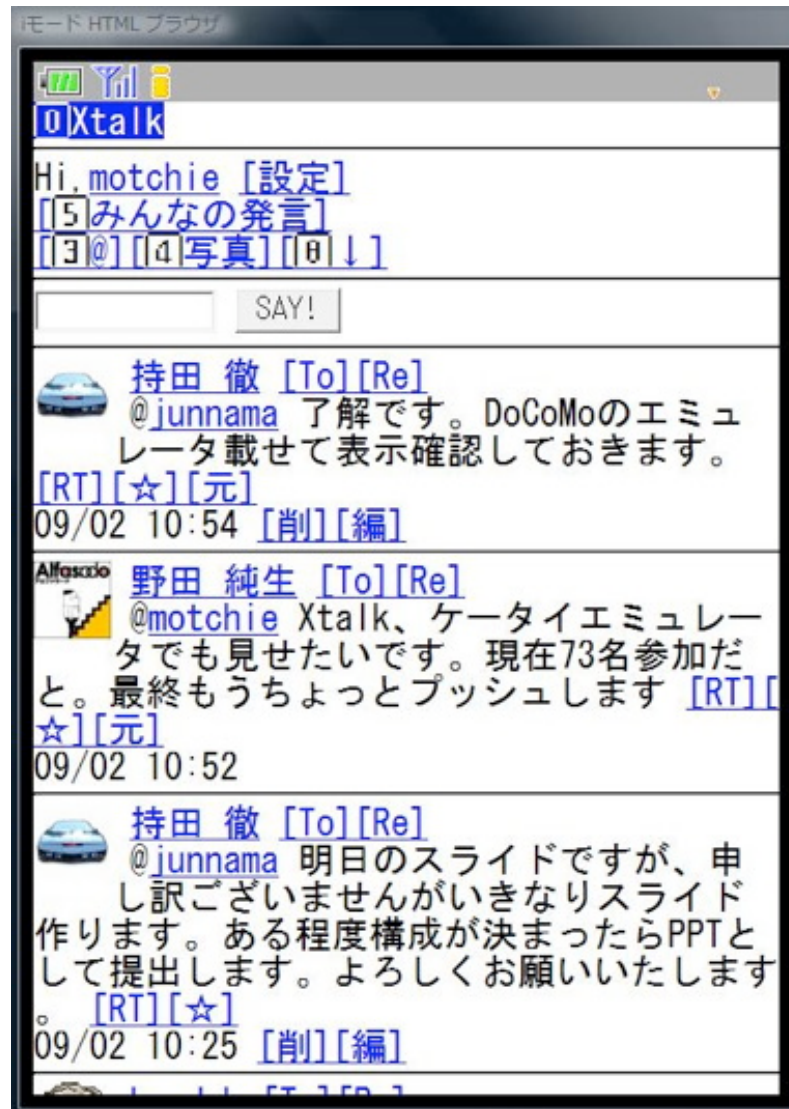 iモード HTML ブラウザ
0Xtalk
Hi,motchie [設定]
[5みんなの発言]
[3@][4写真][8↓]
SAY!
持田 徹 [To][Re]
@junnama 了解です。DoCoMoのエミュ
レータ載せて表示確認しておきます。
[RT][☆][元]
09/02 10:54 [削][編]
Alfasado
野田 純生 [To][Re]
@motchie Xtalk、ケータイエミュレー
タでも見せたいです。現在73名参加だ
と。最終もうちょっとプッシュします [RT][
☆][元]
09/02 10:52
持田 徹 [To][Re]
@junnama 明日のスライドですが、申
し訳ございませんがいきなりスライド
作ります。ある程度構成が決まったらPPTと
して提出します。よろしくお願いいたします
。 [RT][☆]
09/02 10:25 [削][編]
[To][Re]